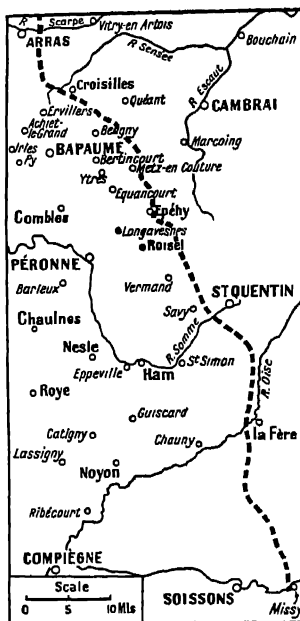 R. Scarpe
Vitry-en Artois
ARRAS
R. Sensée
Bouchain
Croisilles
R. Escaut
Quéant
CAMBRAI
Ervillers
Achiet-
le-Grand
Beugny
Marcoing
Irles
BAPAUME
Py
Bertincourt
Metz-en Couture
Ytres
Equancourt
Combles
Epéhy
Longavesnes
Roisel
PÉRONNE
Barleux
Vermand
ST QUENTIN
Savy
Chaulnes
R. Somme
Nesle
Eppeville
Ham
St Simon
R. Oise
Roye
Guiscard
la Fère
Catigny
Chauny
Lassigny
Noyon
Ribécourt
COMPIÈGNE
Scale
0 5 10 Mls
SOISSONS
Missy